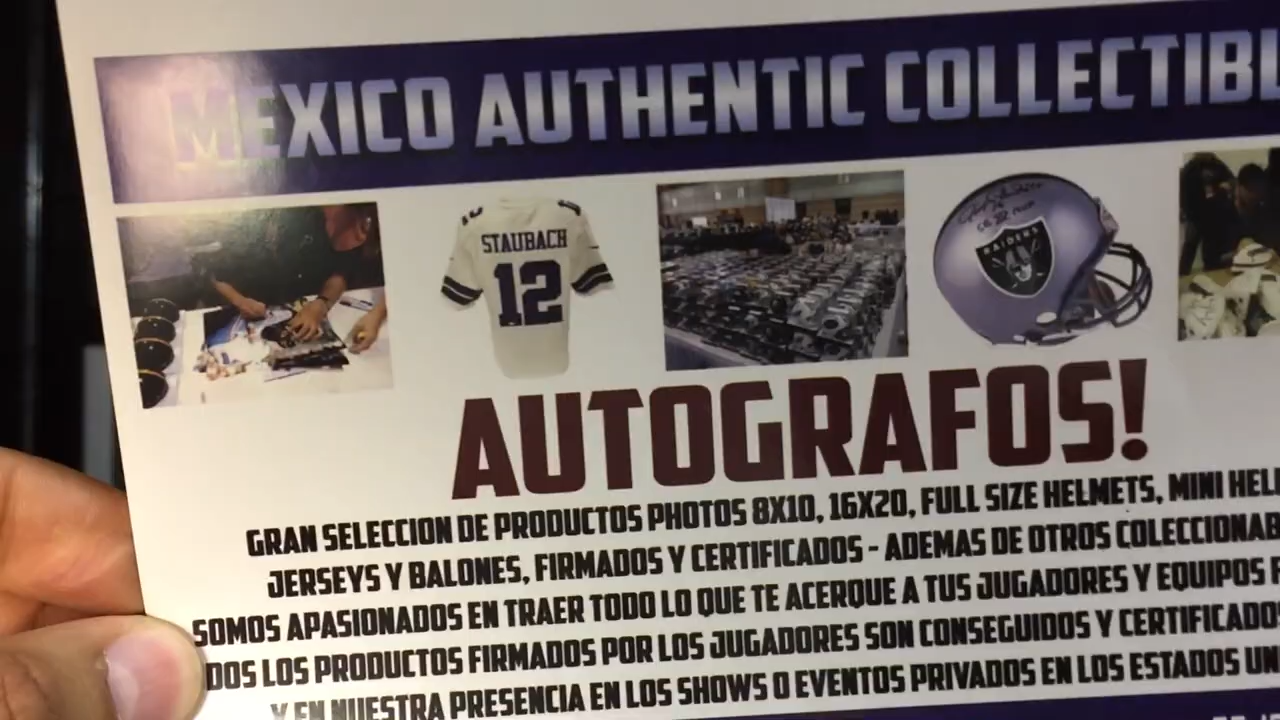 MEXICO AUTHENTIC COLLECTIBL
STAUBACH
12
RAIDERS
AUTOGRAFOS!
GRAN SELECCION DE PRODUCTOS PHOTOS 8X10, 16X20, FULL SIZE HELMETS, MINI HEL
JERSEYS Y BALONES, FIRMADOS Y CERTIFICADOS - ADEMAS DE OTROS COLECCIONAB
SOMOS APASIONADOS EN TRAER TODO LO QUE TE ACERQUE A TUS JUGADORES Y EQUIPOS
DOS LOS PRODUCTOS FIRMADOS POR LOS JUGADORES SON CONSEGUIDOS Y CERTIFICADO
Y EN NUESTRA PRESENCIA EN LOS SHOWS O EVENTOS PRIVADOS EN LOS ESTADOS UN